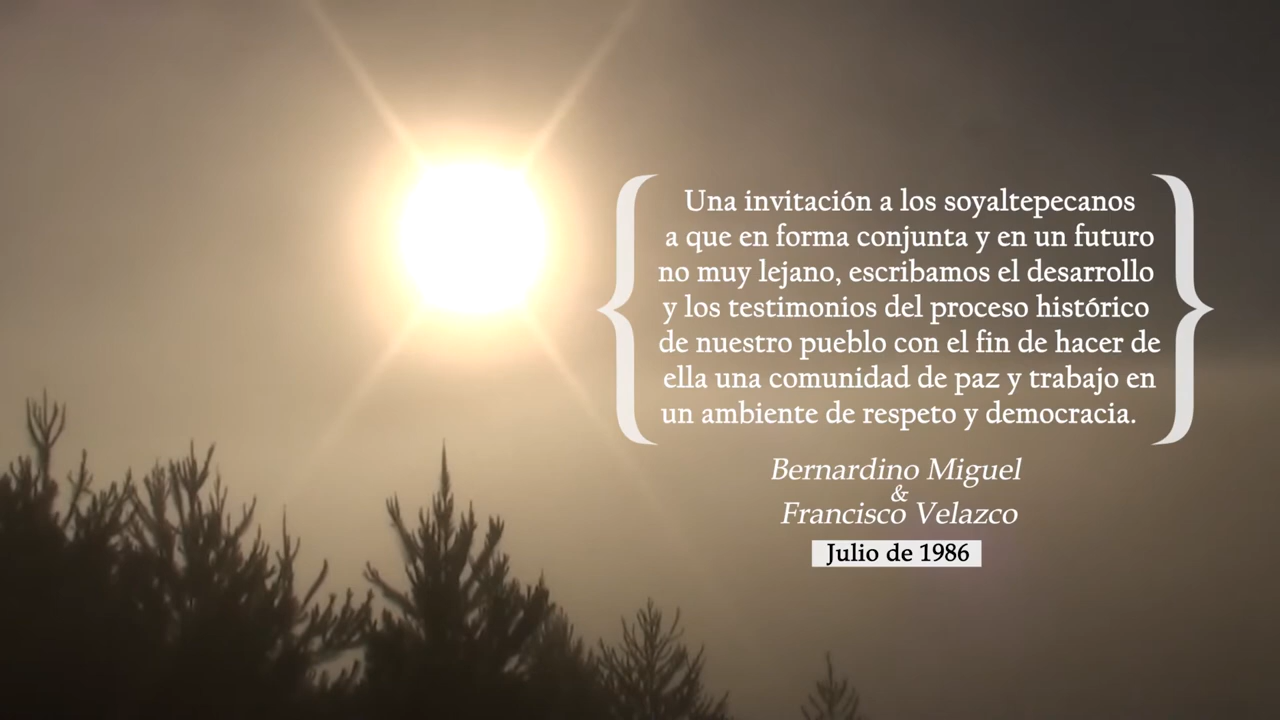 Una invitación a los soyaltepecanos
a que en forma conjunta y en un futuro
no muy lejano, escribamos el desarrollo
y los testimonios del proceso histórico
de nuestro pueblo con el fin de hacer de
ella una comunidad de paz y trabajo en
un ambiente de respeto y democracia.
Bernardino Miguel
&
Francisco Velazco
Julio de 1986